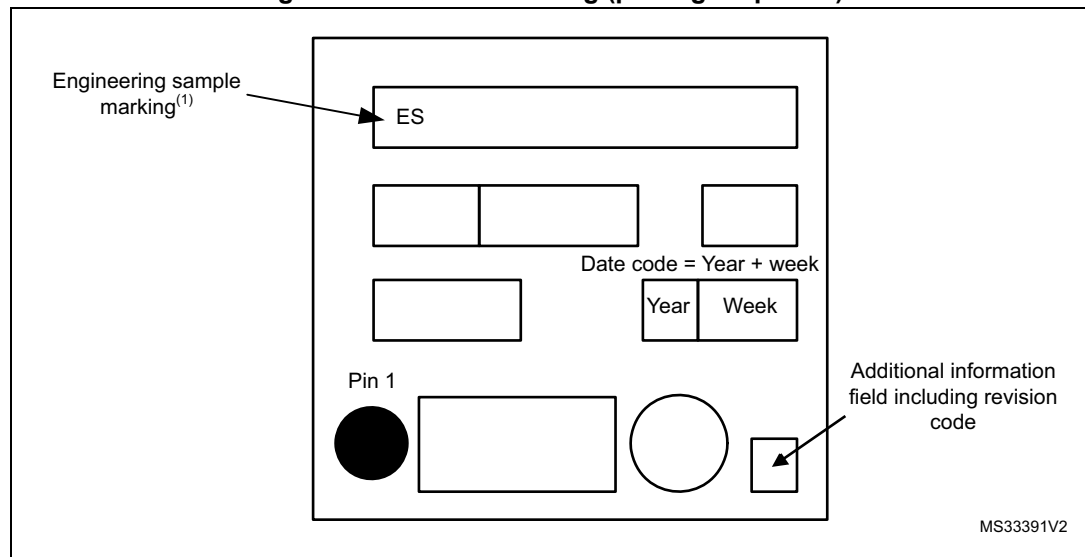 Engineering sample
marking(1)
ES
Date code = Year + week
Year Week
Pin 1
Additional information
field including revision
code
MS33391V2